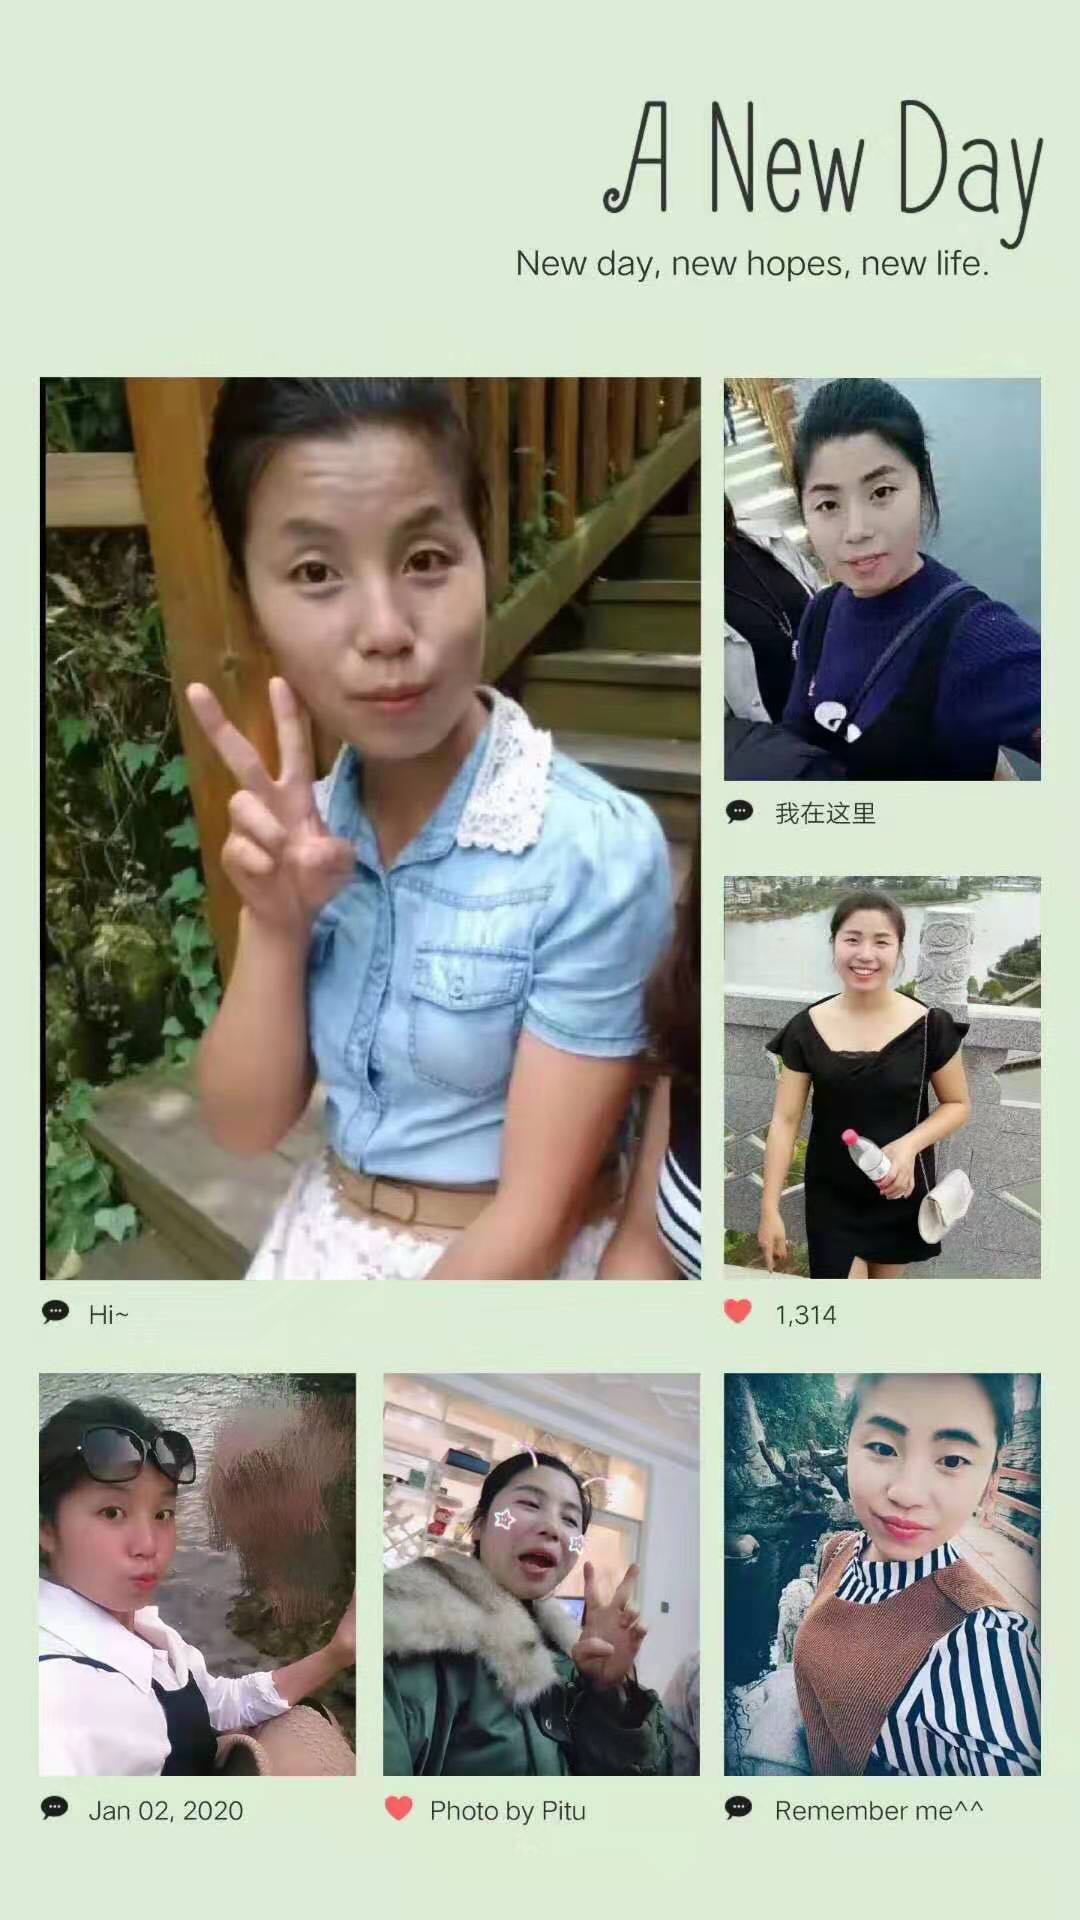 A New Day
New day, new hopes, new life.
我在这里
Hi~
1,314
Jan 02, 2020
Photo by Pitu
Remember me^^